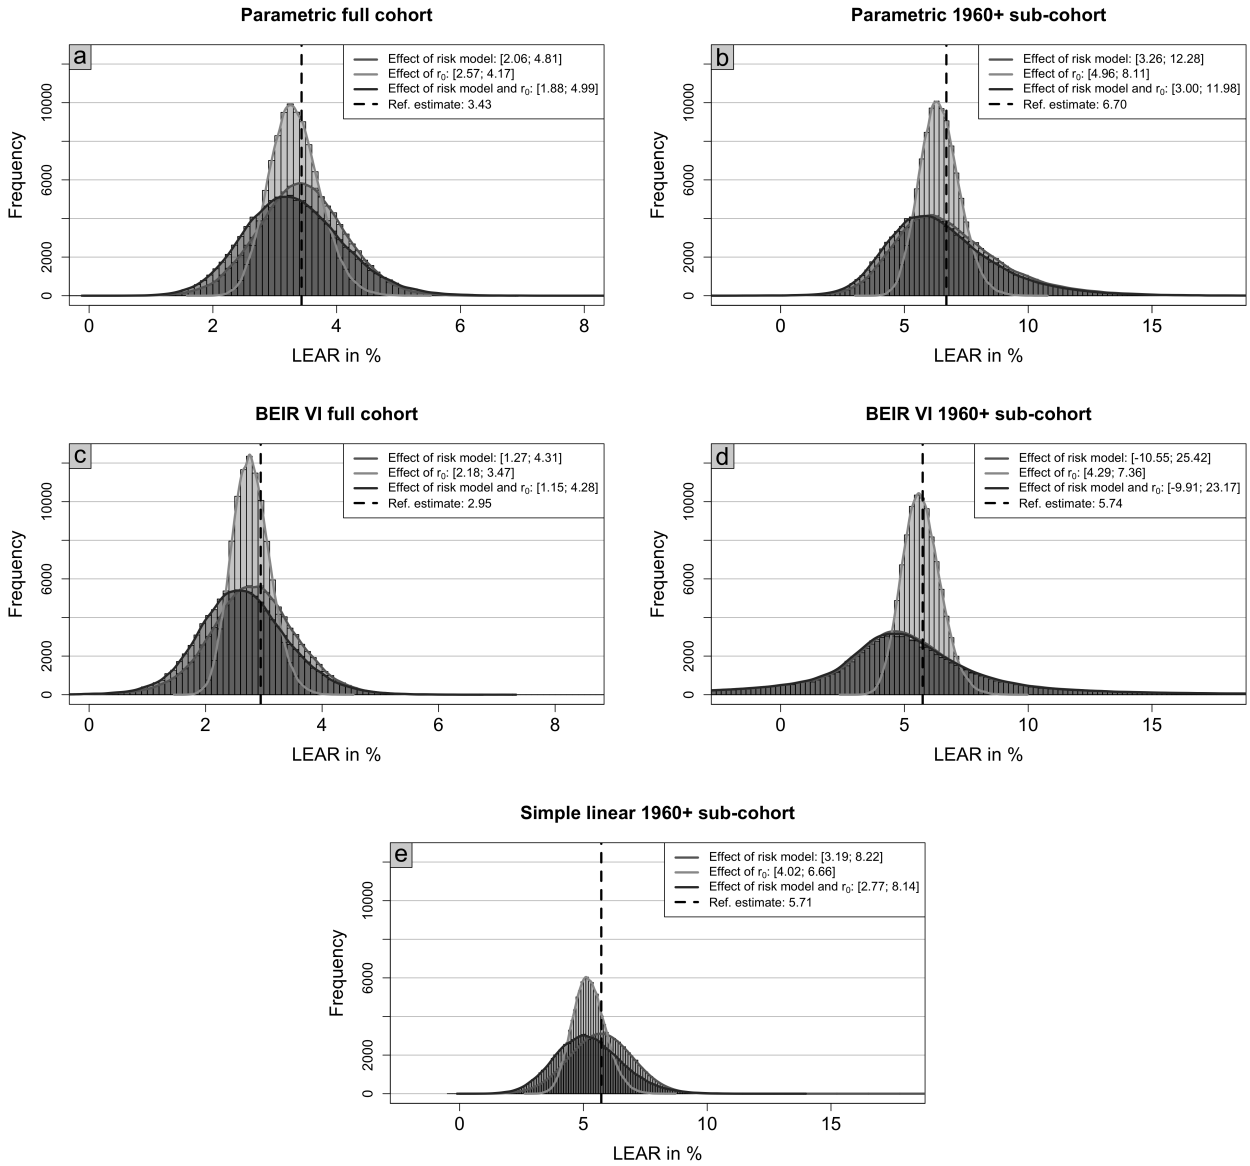 Parametric full cohort
a
Effect of risk model: [2.06; 4.81]
Effect of r0: [2.57; 4.17]
Effect of risk model and r0: [1.88; 4.99]
Ref. estimate: 3.43
Frequency
10000
6000
2000
0
0 2 4 6 8
LEAR in %
Parametric 1960+ sub-cohort
b
Effect of risk model: [3.26; 12.28]
Effect of r0: [4.96; 8.11]
Effect of risk model and r0: [3.00; 11.98]
Ref. estimate: 6.70
Frequency
10000
6000
2000
0
0 5 10 15
LEAR in %
BEIR VI full cohort
c
Effect of risk model: [1.27; 4.31]
Effect of r0: [2.18; 3.47]
Effect of risk model and r0: [1.15; 4.28]
Ref. estimate: 2.95
Frequency
10000
6000
2000
0
0 2 4 6 8
LEAR in %
BEIR VI 1960+ sub-cohort
d
Effect of risk model: [-10.55; 25.42]
Effect of r0: [4.29; 7.36]
Effect of risk model and r0: [-9.91; 23.17]
Ref. estimate: 5.74
Frequency
10000
6000
2000
0
0 5 10 15
LEAR in %
Simple linear 1960+ sub-cohort
e
Effect of risk model: [3.19; 8.22]
Effect of r0: [4.02; 6.66]
Effect of risk model and r0: [2.77; 8.14]
Ref. estimate: 5.71
Frequency
10000
6000
2000
0
0 5 10 15
LEAR in %